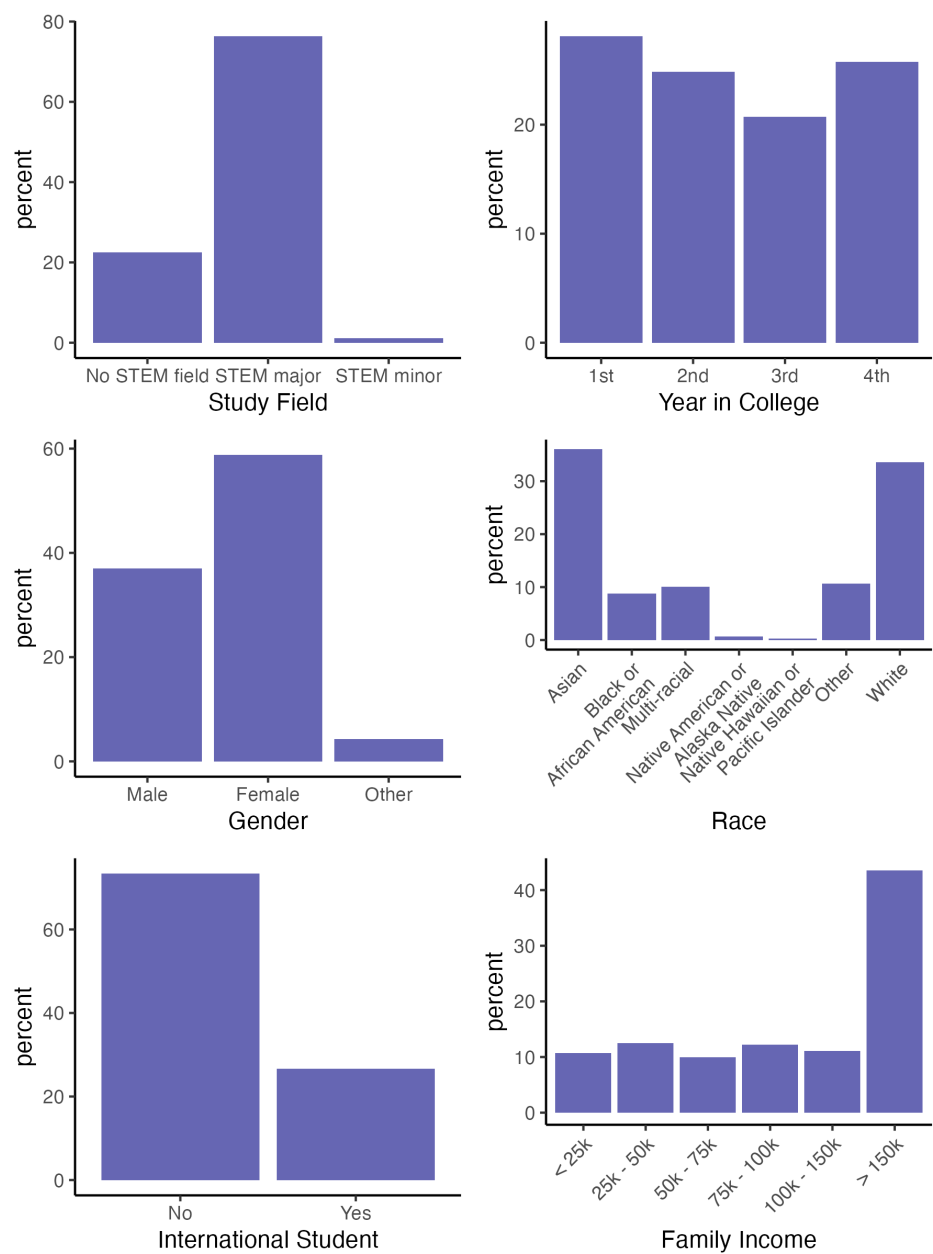 percent
80
60
40
20
0
No STEM field
STEM major
STEM minor
Study Field
percent
20
10
0
1st
2nd
3rd
4th
Year in College
percent
60
40
20
0
Male
Female
Other
Gender
percent
30
20
10
0
Asian
Black or
African American
Multi-racial
Native American or
Alaska Native
Native Hawaiian or
Pacific Islander
Other
White
Race
percent
60
40
20
0
No
Yes
International Student
percent
40
30
20
10
0
< 25k
25k - 50k
50k - 75k
75k - 100k
100k - 150k
> 150k
Family Income